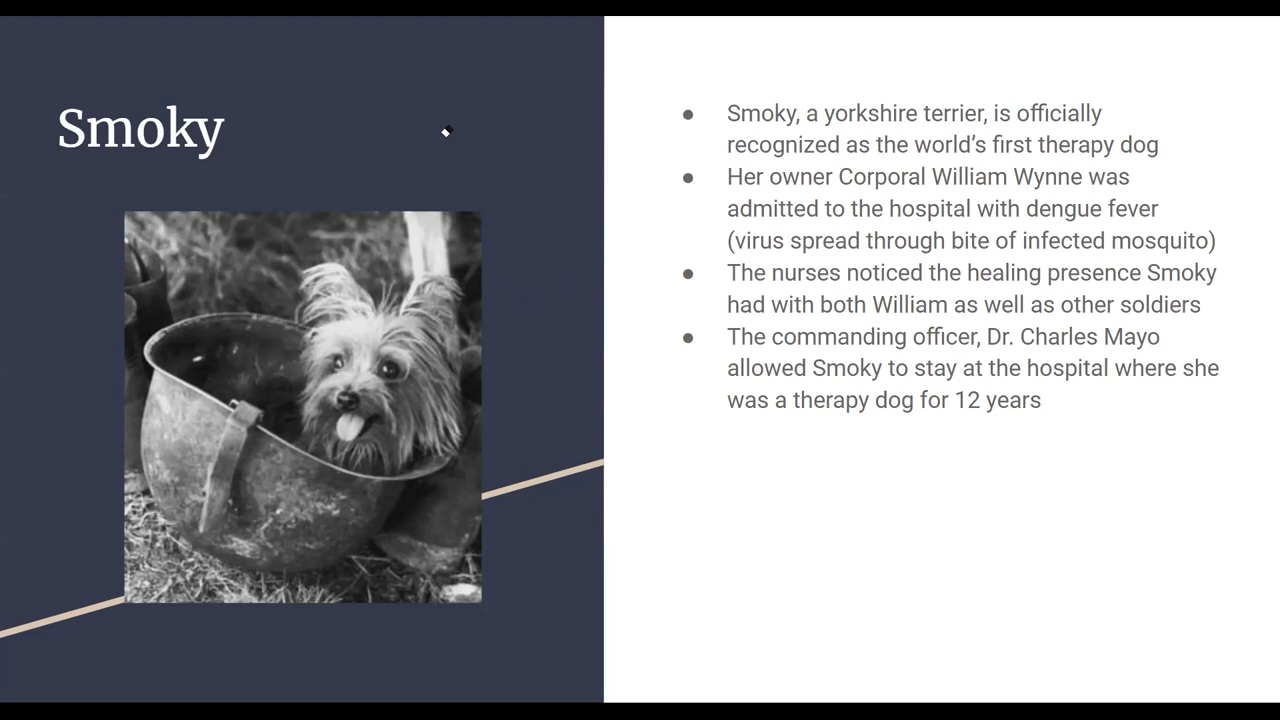 Smoky
● Smoky, a yorkshire terrier, is officially
recognized as the world's first therapy dog
● Her owner Corporal William Wynne was
admitted to the hospital with dengue fever
(virus spread through bite of infected mosquito)
● The nurses noticed the healing presence Smoky
had with both William as well as other soldiers
● The commanding officer, Dr. Charles Mayo
allowed Smoky to stay at the hospital where she
was a therapy dog for 12 years